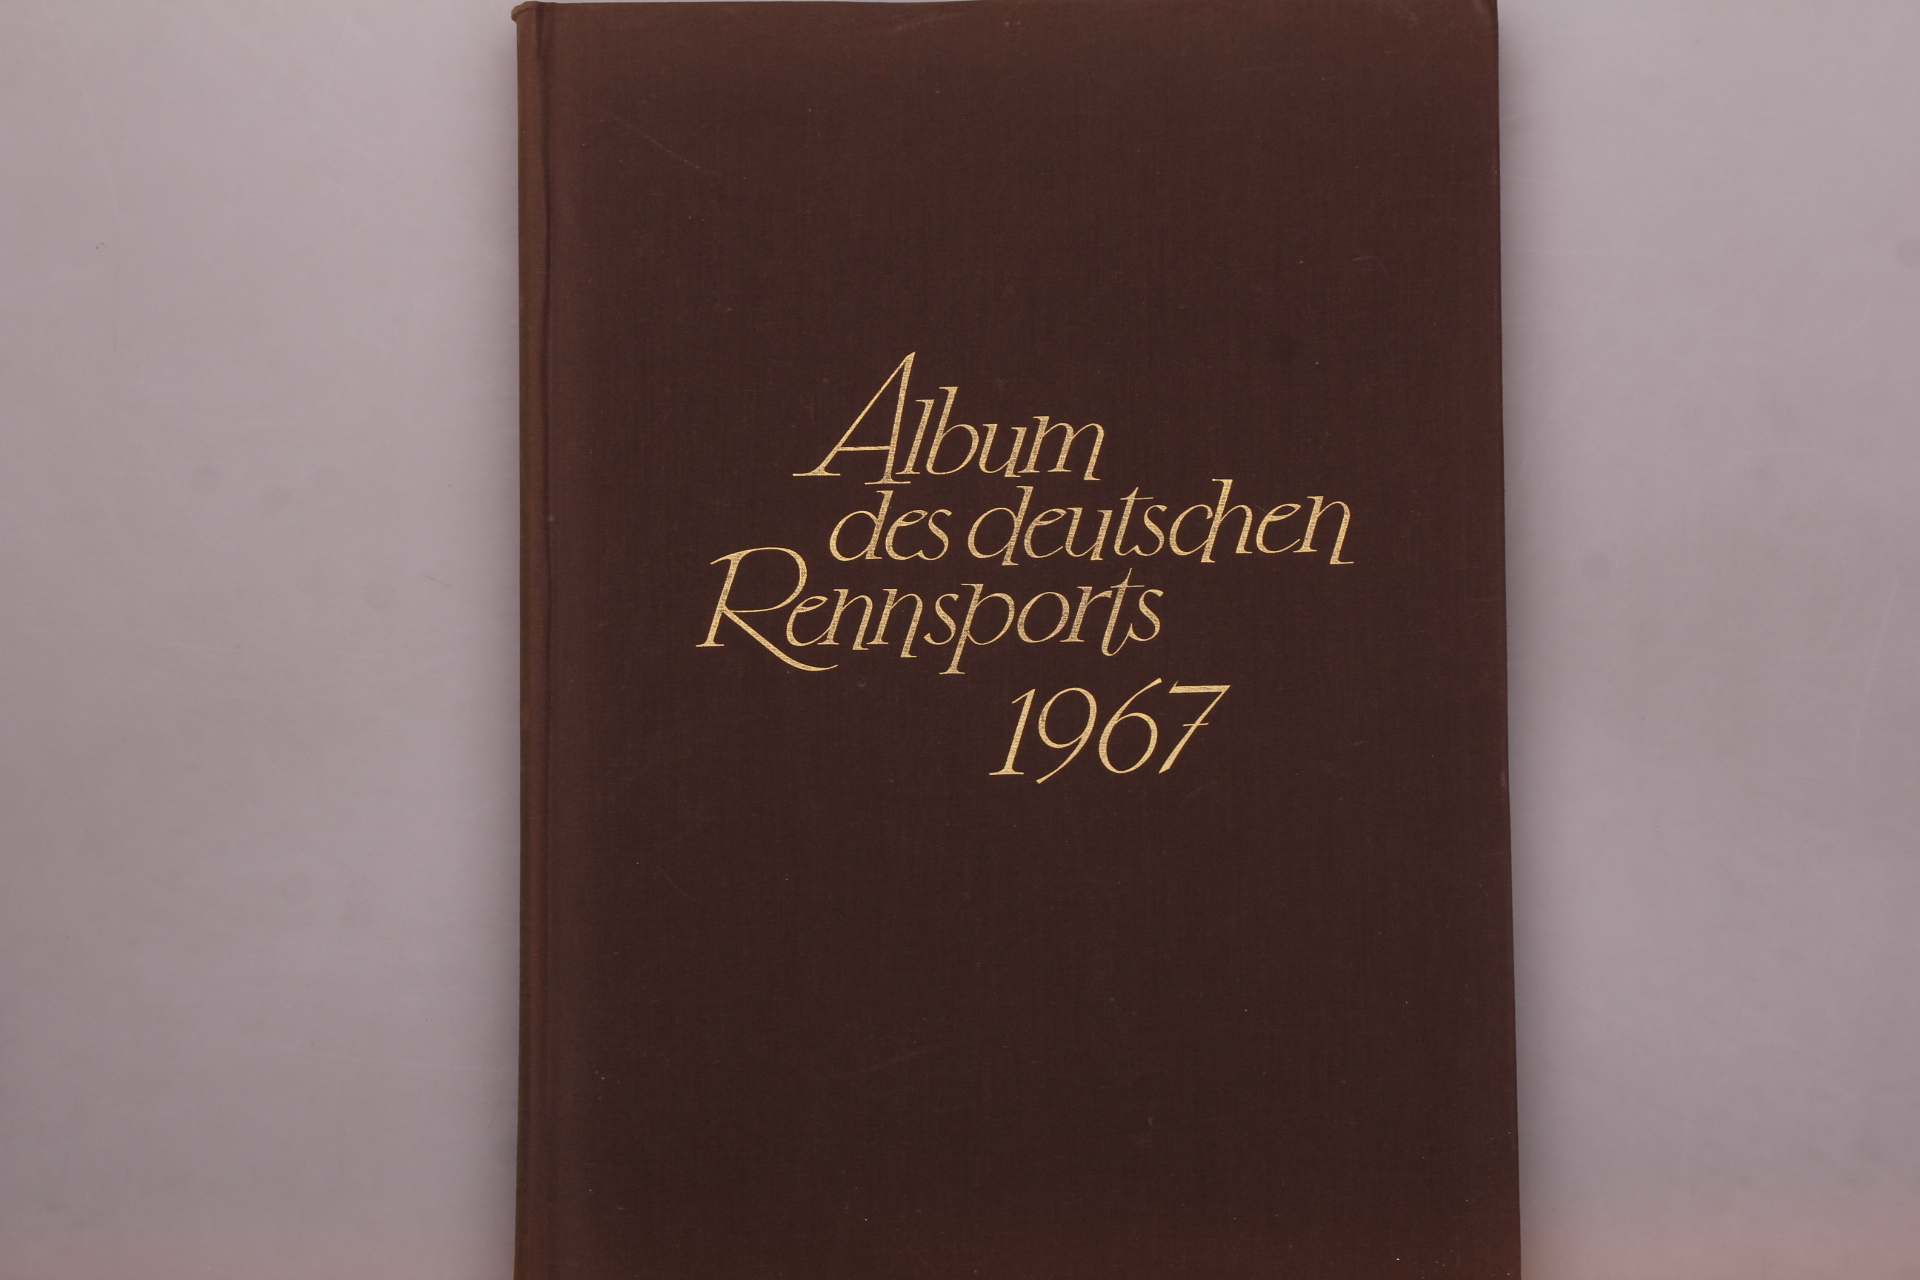 Album
des deutschen
Rennsports
1967